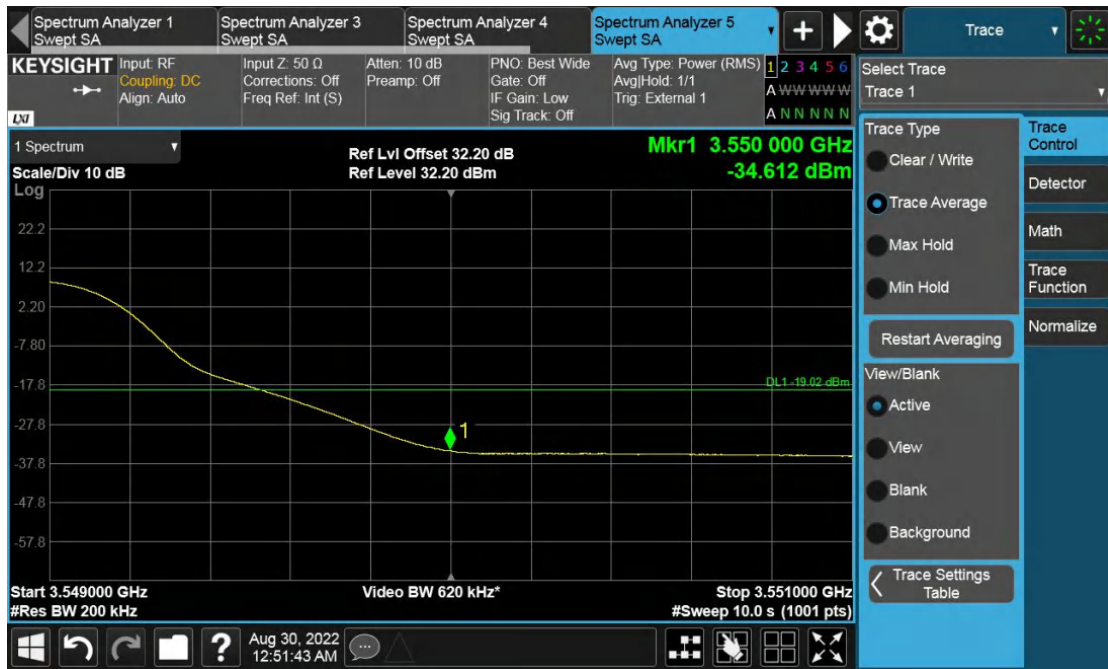 Spectrum Analyzer 1
Swept SA
Spectrum Analyzer 3
Swept SA
Spectrum Analyzer 4
Swept SA
Spectrum Analyzer 5
Swept SA
+
Trace
KEYSIGHT
LXI
Input: RF
Coupling: DC
Align: Auto
Input Z: 50 Ω
Corrections: Off
Freq Ref: Int (S)
Atten: 10 dB
Preamp: Off
PNO: Best Wide
Gate: Off
IF Gain: Low
Sig Track: Off
Avg Type: Power (RMS)
Avg|Hold: 1/1
Trig: External 1
1 2 3 4 5 6
A W W W W W
A N N N N N
Select Trace
Trace 1
1 Spectrum
Scale/Div 10 dB
Log
Ref Lvl Offset 32.20 dB
Ref Level 32.20 dBm
Mkr1 3.550 000 GHz
-34.612 dBm
22.2
12.2
2.20
-7.80
-17.8
-27.8
-37.8
-47.8
-57.8
DL1 -19.02 dBm
1
Start 3.549000 GHz
#Res BW 200 kHz
Video BW 620 kHz*
Stop 3.551000 GHz
#Sweep 10.0 s (1001 pts)
Trace Type
Clear / Write
Trace Average
Max Hold
Min Hold
Restart Averaging
View/Blank
Active
View
Blank
Background
Trace Settings
Table
Trace
Control
Detector
Math
Trace
Function
Normalize
?
Aug 30, 2022
12:51:43 AM